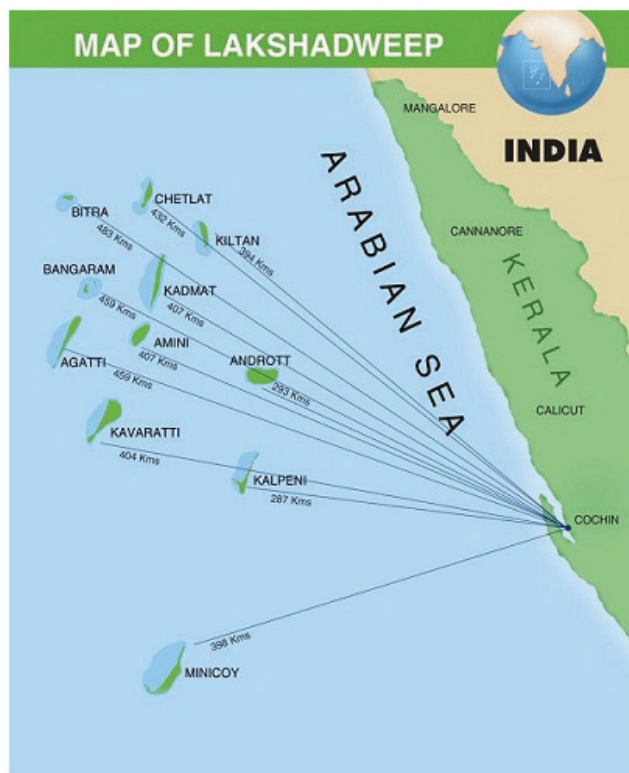 MAP OF LAKSHADWEEP
INDIA
MANGALORE
ARABIAN SEA
CANNANORE
KERALA
CALICUT
COCHIN
CHETLAT
432 Kms
BITRA
483 Kms
KILTAN
394 Kms
BANGARAM
459 Kms
KADMAT
407 Kms
AMINI
407 Kms
ANDROTT
293 Kms
AGATTI
459 Kms
KAVARATTI
404 Kms
KALPENI
287 Kms
398 Kms
MINICOY